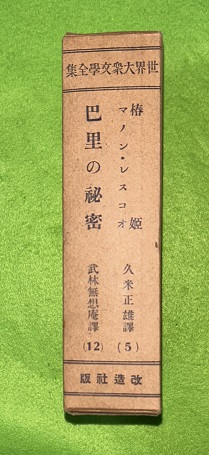 世界大衆文學全集
椿姫
マノン・レスコオ
久米正雄譯
(5)
巴里の祕密
武林無想庵譯
(12)
改造社版